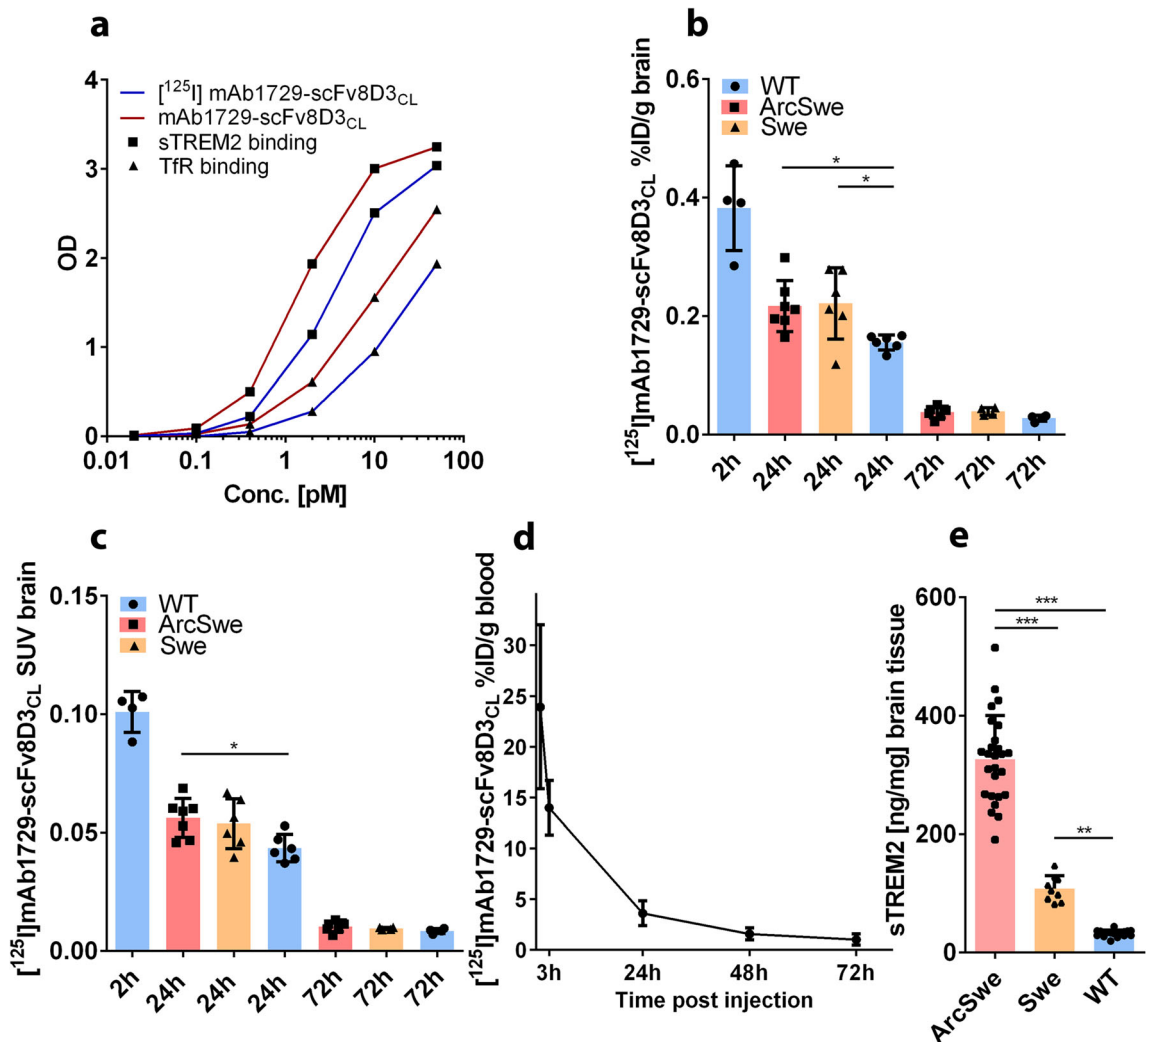 a
4
3
2
1
0
OD
[¹²⁵I] mAb1729-scFv8D3CL
mAb1729-scFv8D3CL
sTREM2 binding
TfR binding
0.01 0.1 1 10 100
Conc. [pM]
b
[¹²⁵I]mAb1729-scFv8D3CL %ID/g brain
0.6
0.4
0.2
0.0
WT
ArcSwe
Swe
*
*
2h 24h 24h 24h 72h 72h 72h
c
[¹²⁵I]mAb1729-scFv8D3CL SUV brain
0.15
0.10
0.05
0.00
WT
ArcSwe
Swe
*
2h 24h 24h 24h 72h 72h 72h
d
[¹²⁵I]mAb1729-scFv8D3CL %ID/g blood
30
25
20
15
10
5
0
3h 24h 48h 72h
Time post injection
e
sTREM2 [ng/mg] brain tissue
600
400
200
0
***
***
**
ArcSwe Swe WT